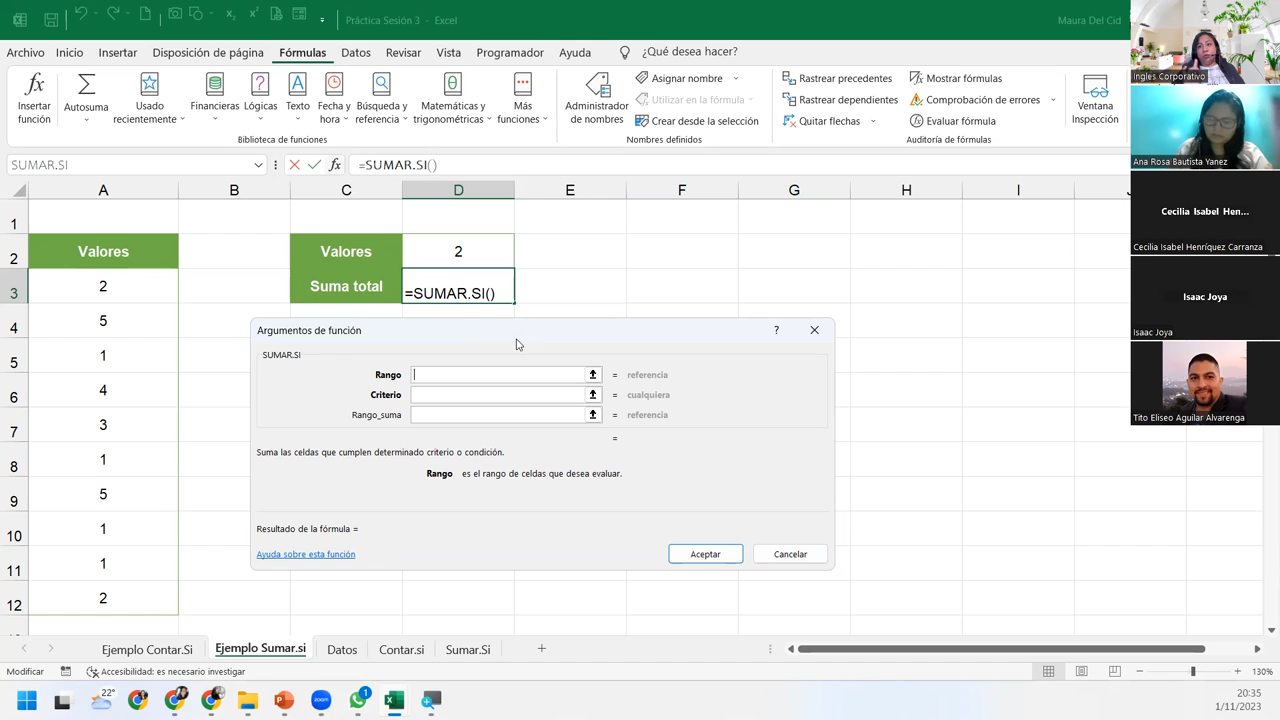 Práctica Sesión 3 - Excel
Maura Del Cid
Archivo Inicio Insertar Disposición de página Fórmulas Datos Revisar Vista Programador Ayuda ¿Qué desea hacer?
Insertar función
Autosuma
Usado recientemente
Financieras
Lógicas
Texto
Fecha y hora
Búsqueda y referencia
Matemáticas y trigonométricas
Más funciones
Biblioteca de funciones
Administrador de nombres
Asignar nombre
Utilizar en la fórmula
Crear desde la selección
Nombres definidos
Rastrear precedentes
Rastrear dependientes
Quitar flechas
Mostrar fórmulas
Comprobación de errores
Evaluar fórmula
Auditoría de fórmulas
Ventana Inspección
SUMAR.SI
fx
=SUMAR.SI()
A B C D E F G H I J
1
2 Valores Valores 2
3 2 Suma total =SUMAR.SI()
4 5
5 1
6 4
7 3
8 1
9 5
10 1
11 1
12 2
Argumentos de función ?
SUMAR.SI
Rango = referencia
Criterio = cualquiera
Rango_suma = referencia
=
Suma las celdas que cumplen determinado criterio o condición.
Rango es el rango de celdas que desea evaluar.
Resultado de la fórmula =
Ayuda sobre esta función
Aceptar
Cancelar
Ejemplo Contar.Si Ejemplo Sumar.si Datos Contar.si Sumar.Si +
Modificar
Accesibilidad: es necesario investigar
130%
22°
zoom
1
20:35
1/11/2023
Ingles Corporativo
Ana Rosa Bautista Yanez
Cecilia Isabel Hen...
Cecilia Isabel Henríquez Carranza
Isaac Joya
Isaac Joya
Tito Eliseo Aguilar Alvarenga